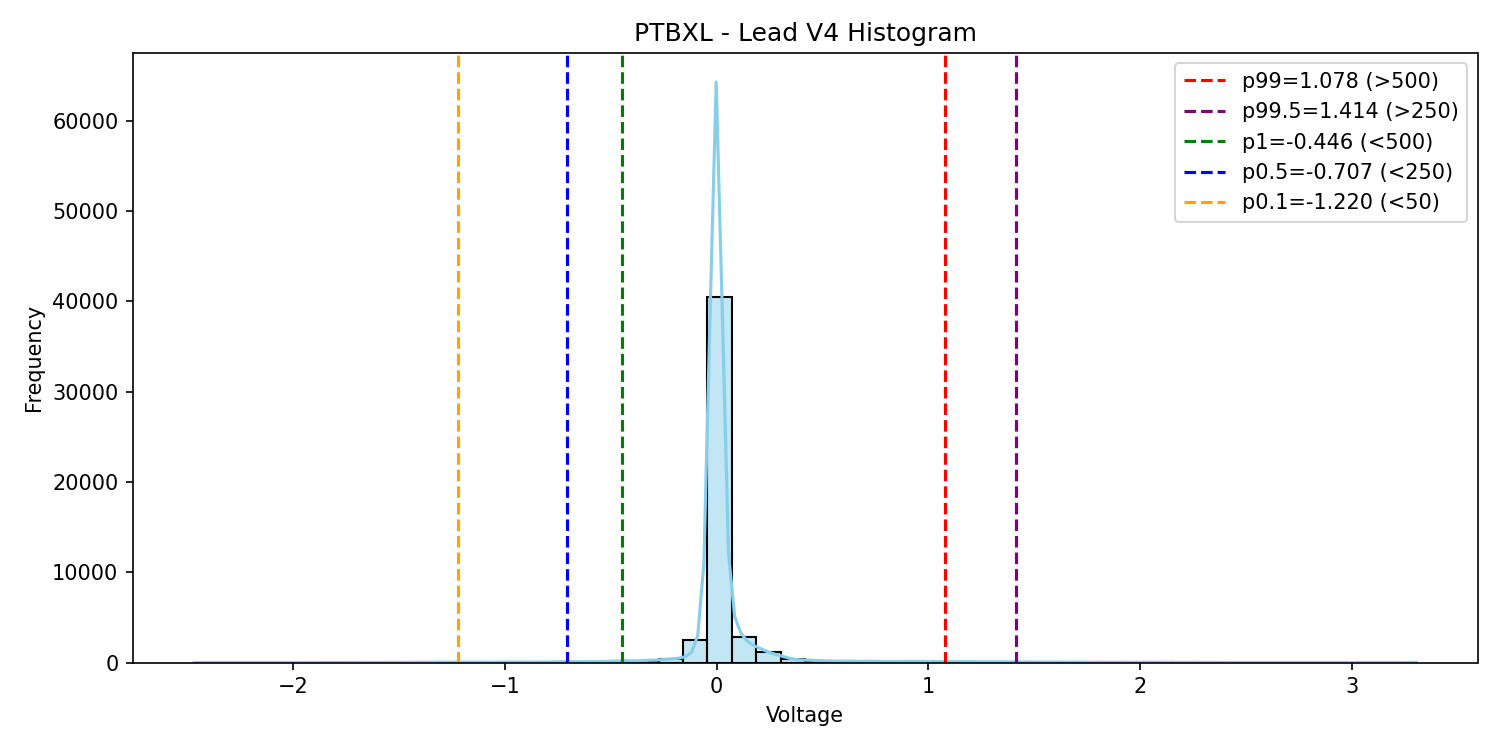 PTBXL - Lead V4 Histogram
p99=1.078 (>500)
p99.5=1.414 (>250)
p1=-0.446 (<500)
p0.5=-0.707 (<250)
p0.1=-1.220 (<50)
Frequency
60000
50000
40000
30000
20000
10000
0
−2
−1
0
1
2
3
Voltage